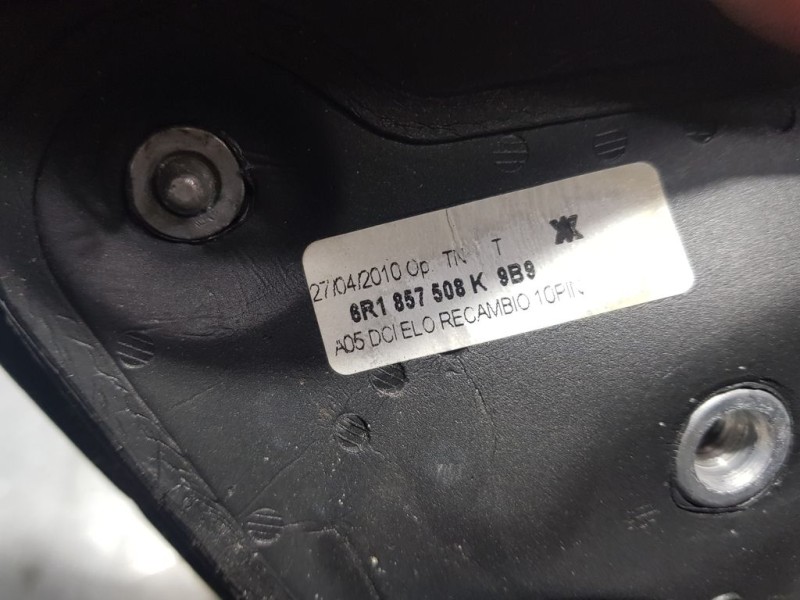 27/04/2010 Op. TN T
6R1 857 508 K 9B9
A05 DCI ELO RECAMBIO 10PIN